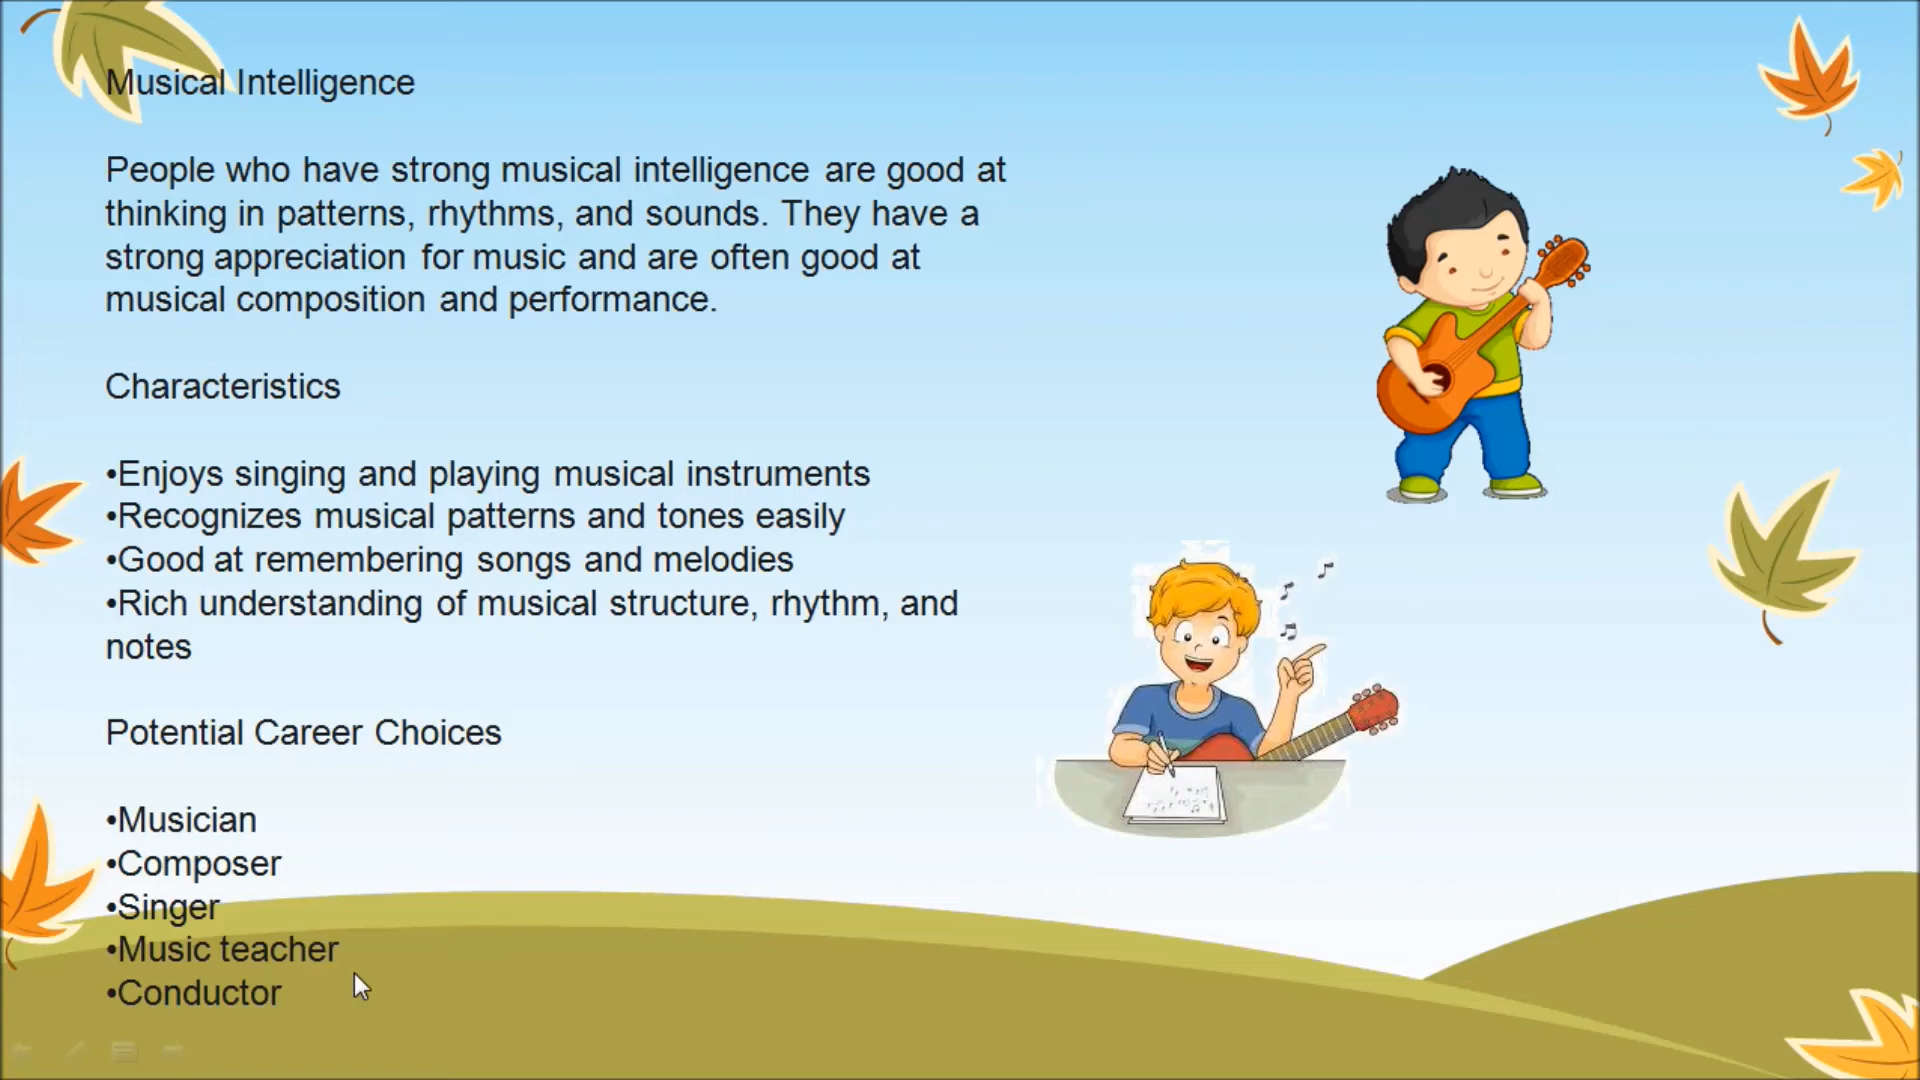 Musical Intelligence
People who have strong musical intelligence are good at
thinking in patterns, rhythms, and sounds. They have a
strong appreciation for music and are often good at
musical composition and performance.
Characteristics
•Enjoys singing and playing musical instruments
•Recognizes musical patterns and tones easily
•Good at remembering songs and melodies
•Rich understanding of musical structure, rhythm, and
notes
Potential Career Choices
•Musician
•Composer
•Singer
•Music teacher
•Conductor